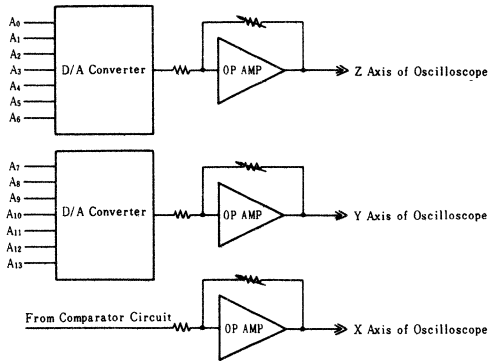 A0
A1
A2
A3
A4
A5
A6
D/A Converter
OP AMP
Z Axis of Oscilloscope
A7
A8
A9
A10
A11
A12
A13
D/A Converter
OP AMP
Y Axis of Oscilloscope
From Comparator Circuit
OP AMP
X Axis of Oscilloscope